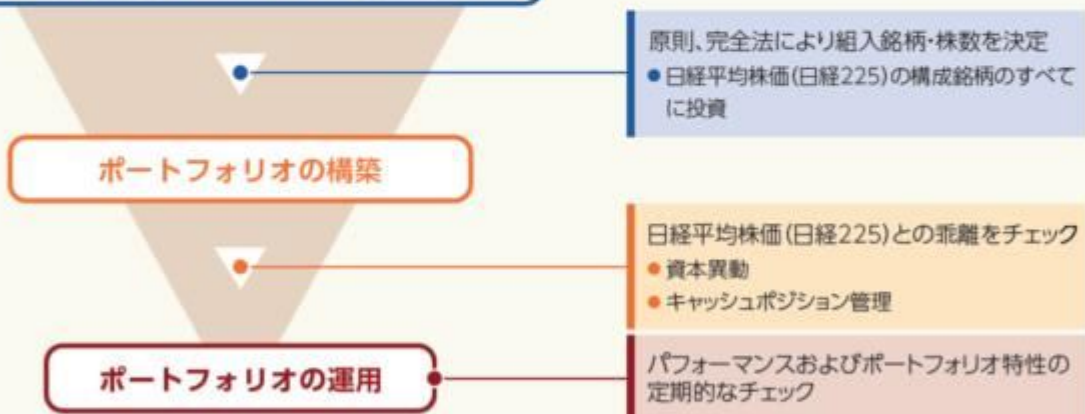 原則、完全法により組入銘柄・株数を決定
●日経平均株価(日経225)の構成銘柄のすべて
に投資
ポートフォリオの構築
日経平均株価(日経225)との乖離をチェック
●資本異動
●キャッシュポジション管理
ポートフォリオの運用
パフォーマンスおよびポートフォリオ特性の
定期的なチェック